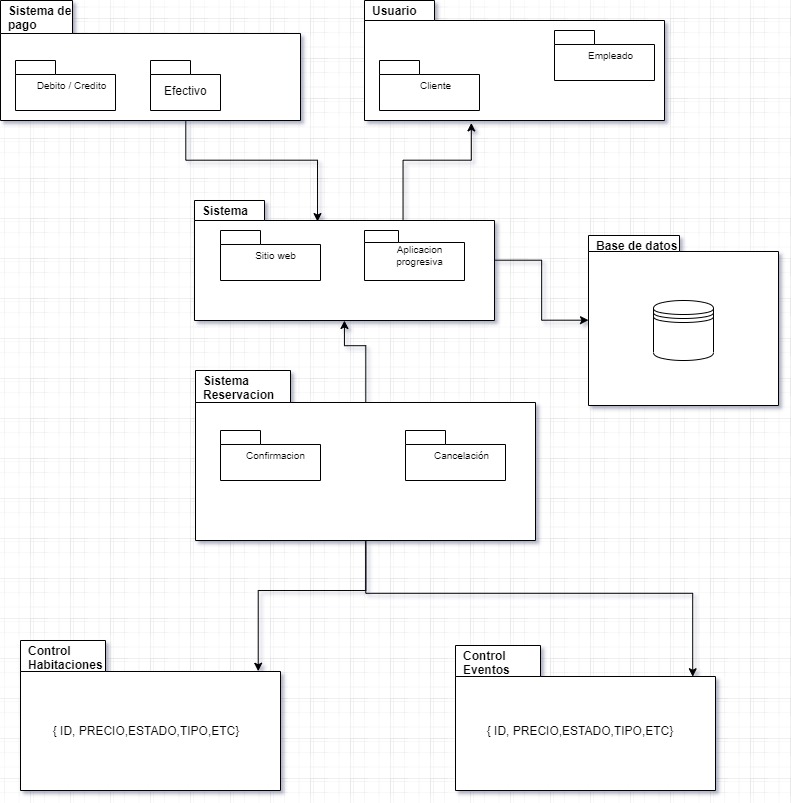 Sistema de
pago
Debito / Credito
Efectivo
Usuario
Cliente
Empleado
Sistema
Sitio web
Aplicacion
progresiva
Base de datos
Sistema
Reservacion
Confirmacion
Cancelación
Control
Habitaciones
{ ID, PRECIO,ESTADO,TIPO,ETC}
Control
Eventos
{ ID, PRECIO,ESTADO,TIPO,ETC}